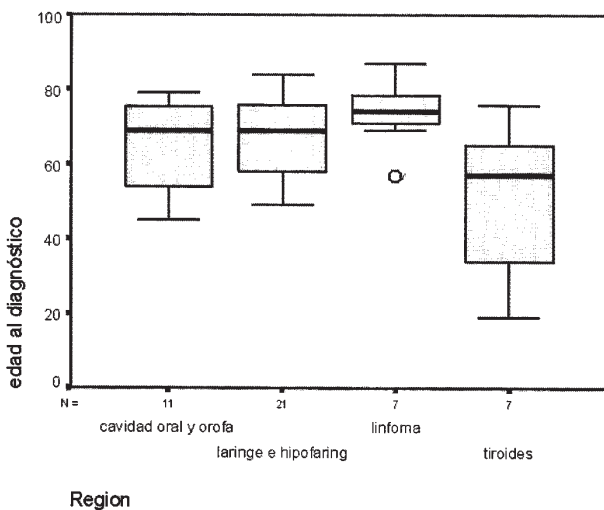 100
80
60
40
20
0
edad al diagnóstico
N = 11 21 7 7
cavidad oral y orofa linfoma
laringe e hipofaring tiroides
Region